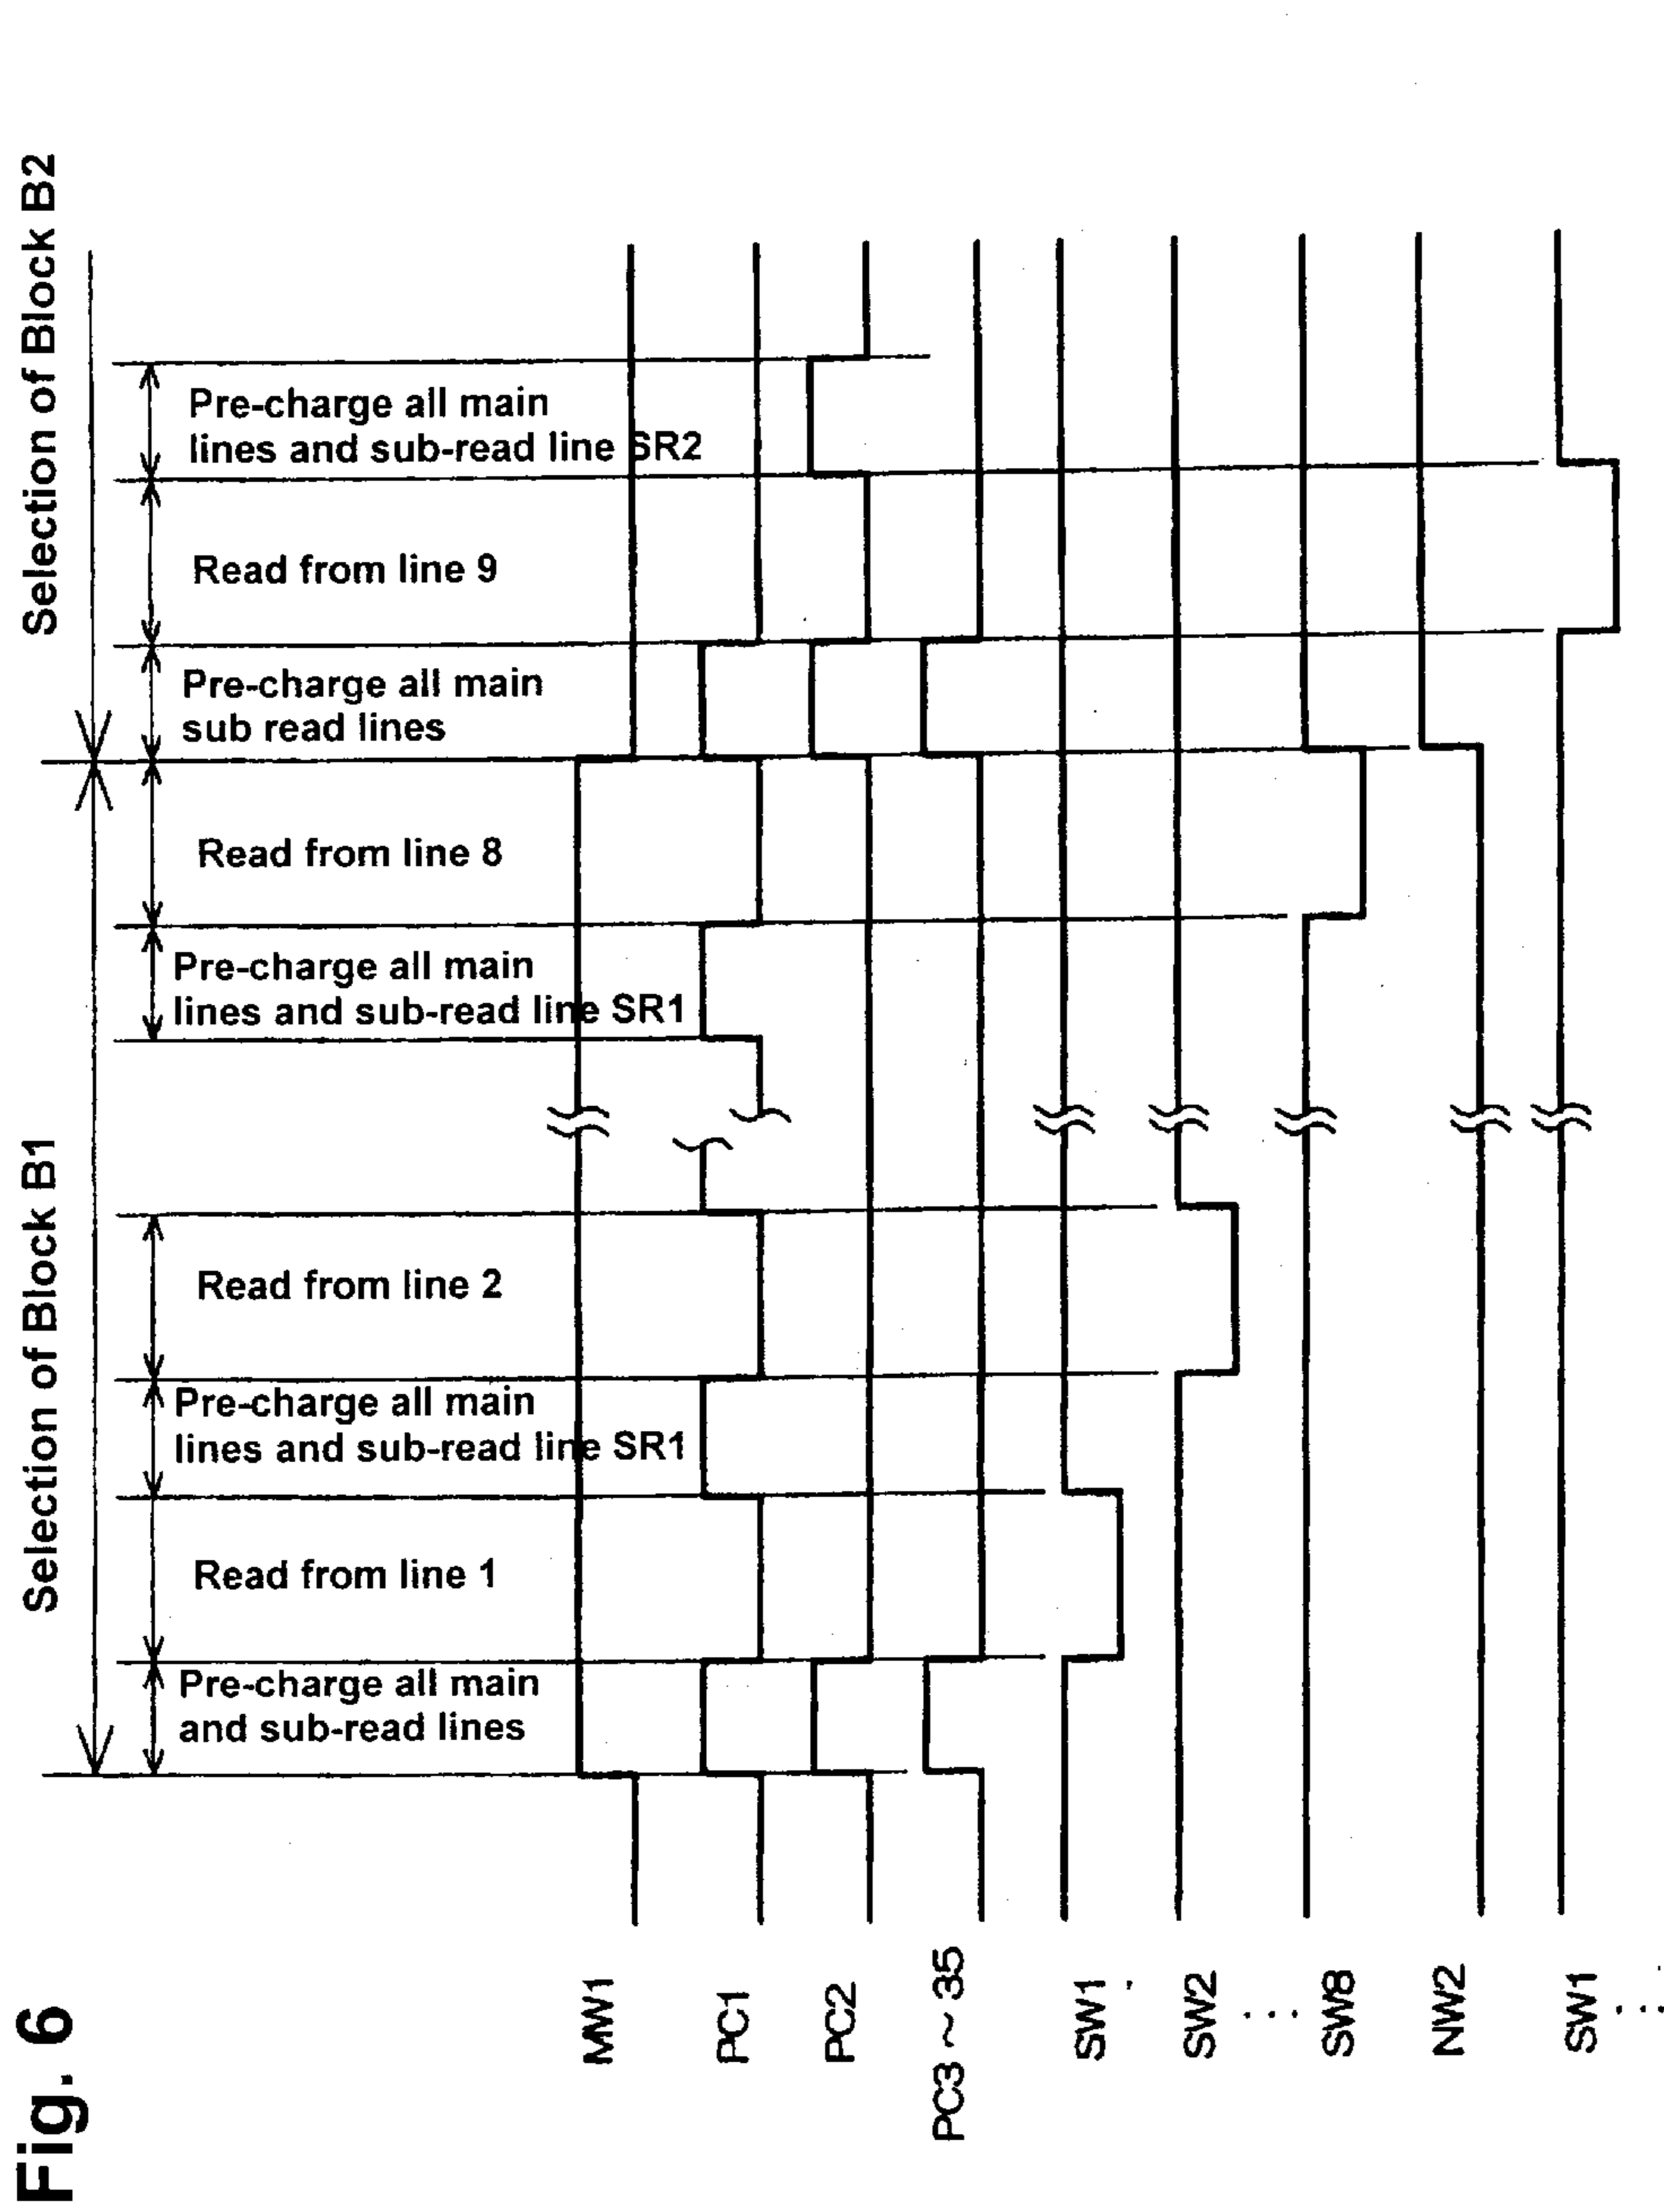 Fig. 6
Selection of Block B1
Selection of Block B2
Pre-charge all main
and sub-read lines
Read from line 1
Pre-charge all main
lines and sub-read line SR1
Read from line 2
Pre-charge all main
lines and sub-read line SR1
Read from line 8
Pre-charge all main
sub read lines
Read from line 9
Pre-charge all main
lines and sub-read line SR2
MW1
PC1
PC2
PC3 ~ 35
SW1
SW2
SW8
NW2
SW1